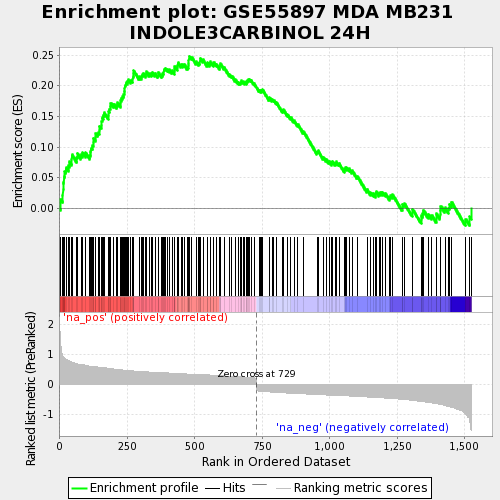 Enrichment plot: GSE55897 MDA MB231
INDOLE3CARBINOL 24H
Enrichment score (ES)
0.25
0.20
0.15
0.10
0.05
0.00
'na_pos' (positively correlated)
Ranked list metric (PreRanked)
2
1
0
-1
Zero cross at 729
'na_neg' (negatively correlated)
0
250
500
750
1,000
1,250
1,500
Rank in Ordered Dataset
Enrichment profile
Hits
Ranking metric scores